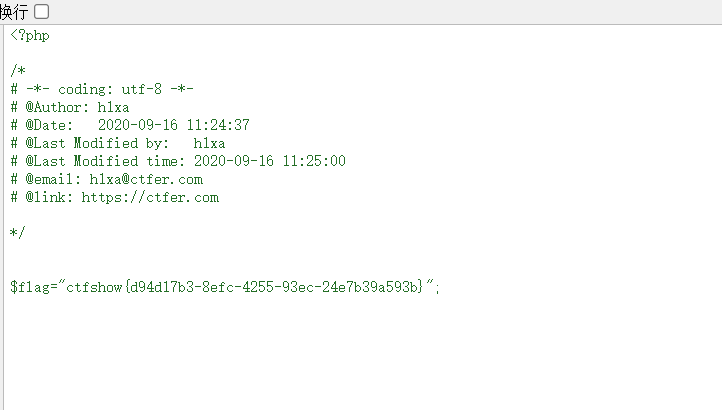 换行
<?php
/*
# -*- coding: utf-8 -*-
# @Author: h1xa
# @Date:   2020-09-16 11:24:37
# @Last Modified by:   h1xa
# @Last Modified time: 2020-09-16 11:25:00
# @email: h1xa@ctfer.com
# @link: https://ctfer.com
*/
$flag="ctfshow{d94d17b3-8efc-4255-93ec-24e7b39a593b}";